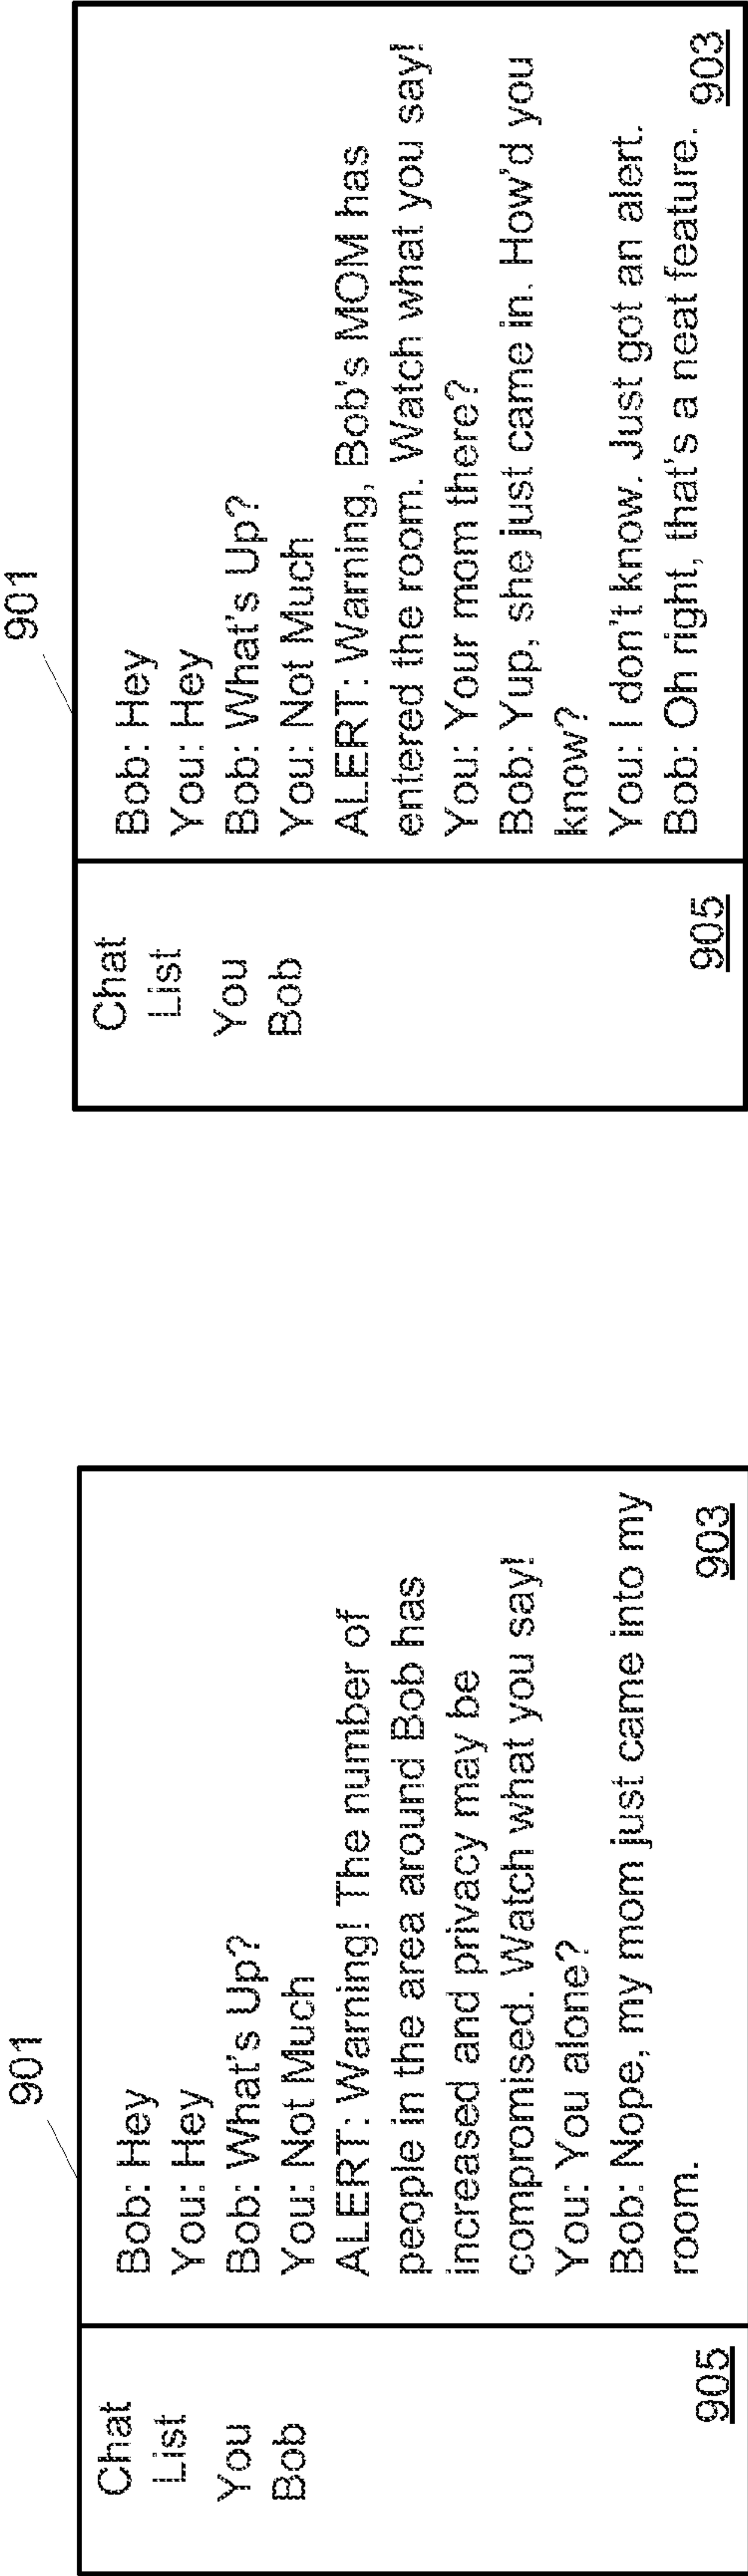 901
Chat
List
You
Bob
905
Bob: Hey
You: Hey
Bob: What's Up?
You: Not Much
ALERT: Warning! The number of
people in the area around Bob has
increased and privacy may be
compromised. Watch what you say!
You: You alone?
Bob: Nope, my mom just came into my
room.
903
901
Chat
List
You
Bob
905
Bob: Hey
You: Hey
Bob: What's Up?
You: Not Much
ALERT: Warning, Bob's MOM has
entered the room. Watch what you say!
You: Your mom there?
Bob: Yup, she just came in. How'd you
know?
You: I don't know. Just got an alert.
Bob: Oh right, that's a neat feature.
903